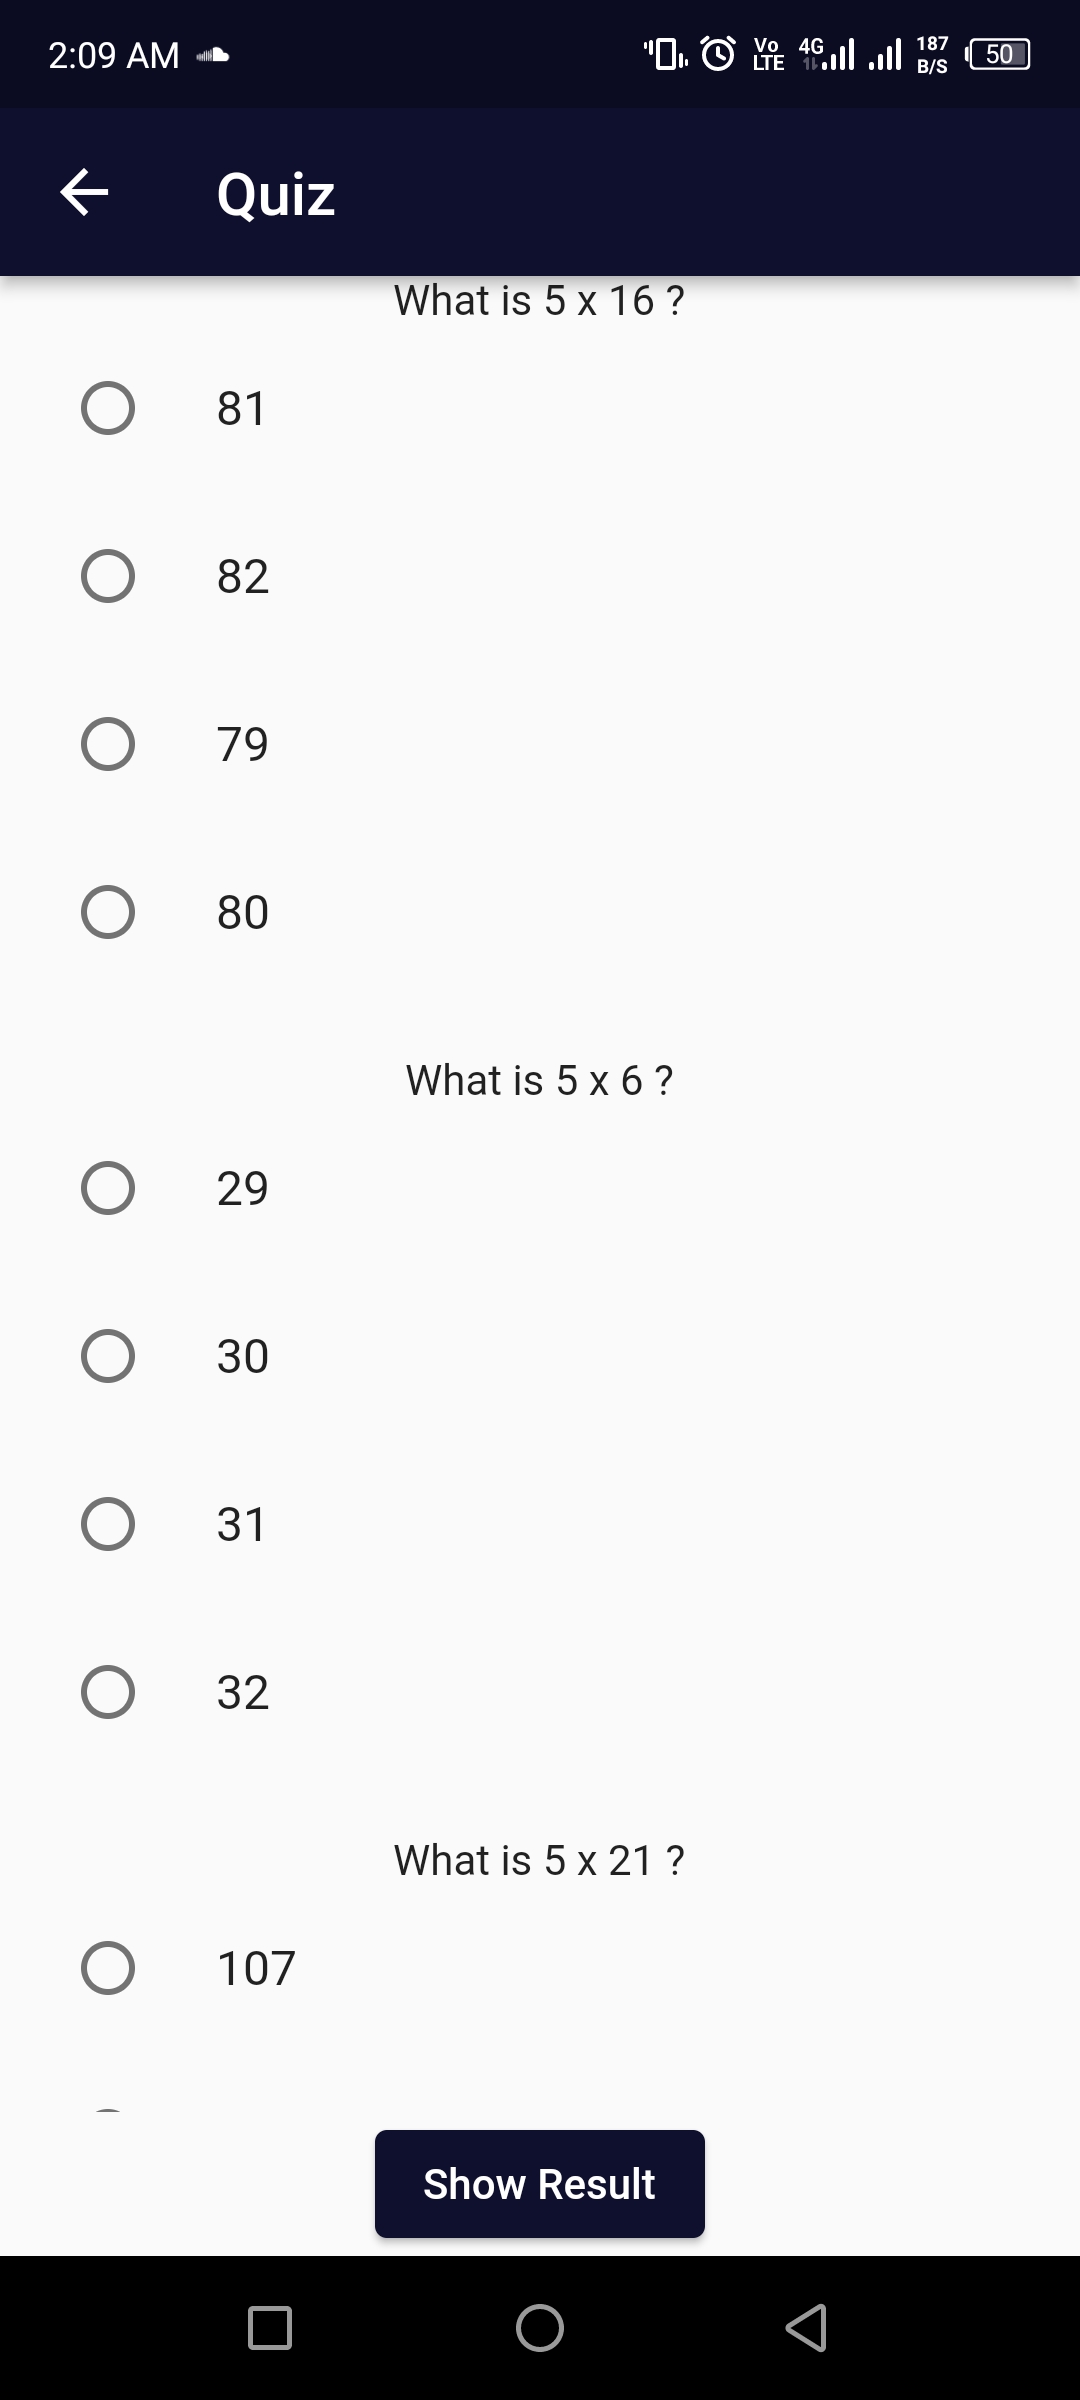 2:09 AM
Vo LTE 4G 187 B/S 50
Quiz
What is 5 x 16 ?
81
82
79
80
What is 5 x 6 ?
29
30
31
32
What is 5 x 21 ?
107
Show Result